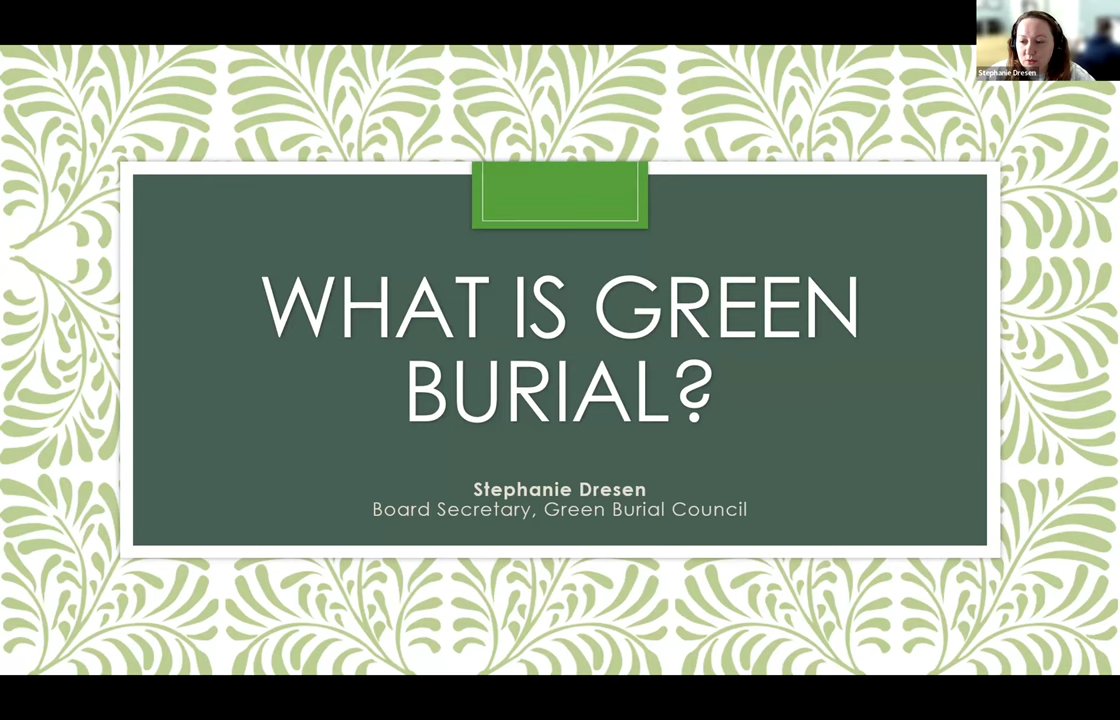 Stephanie Dresen
WHAT IS GREEN
BURIAL?
Stephanie Dresen
Board Secretary, Green Burial Council